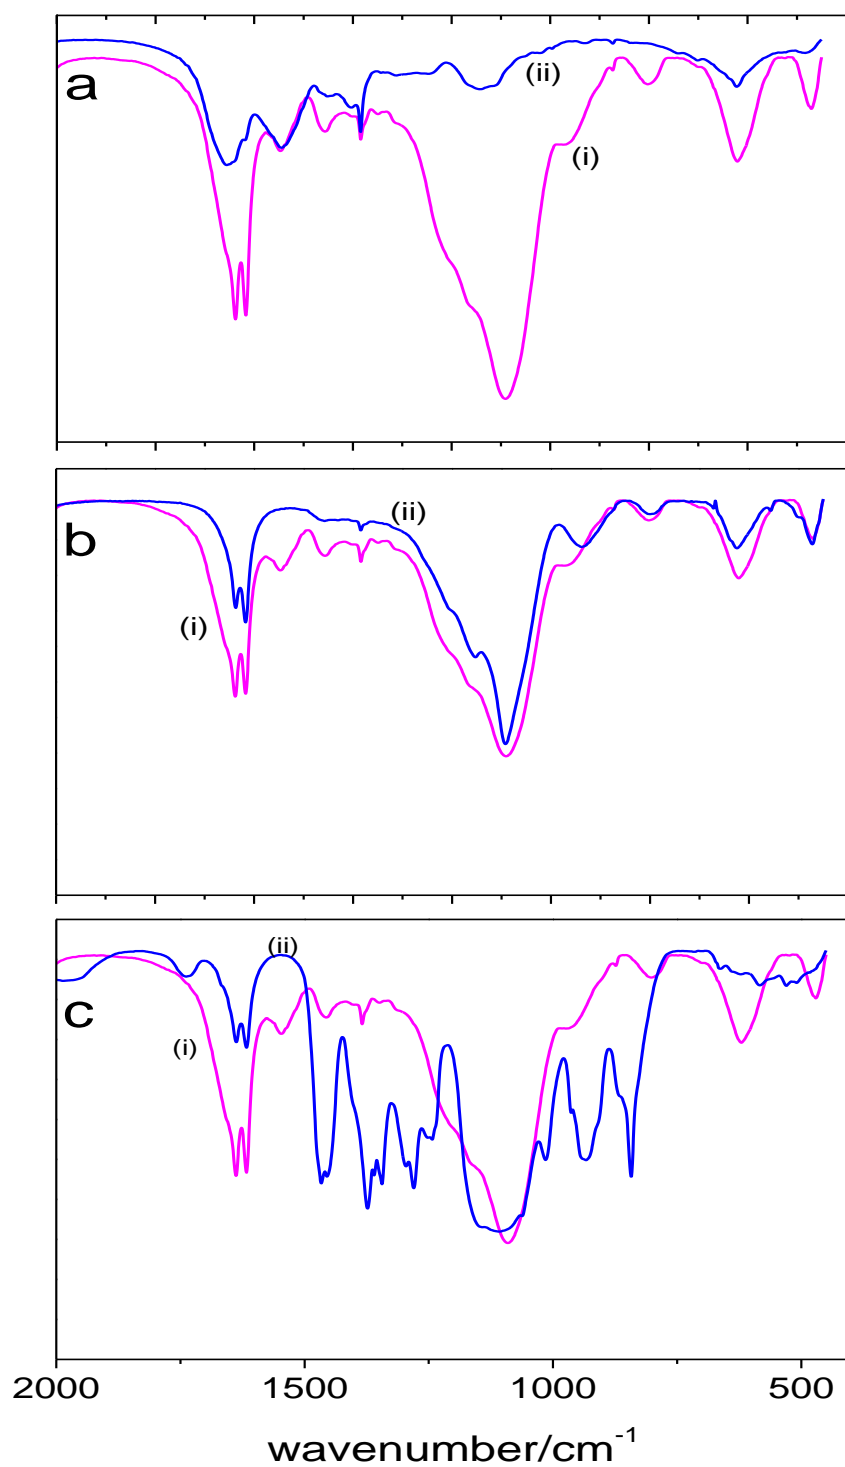 a
(ii)
(i)
b
(ii)
(i)
(ii)
c
(i)
2000 1500 1000 500
wavenumber/cm⁻¹